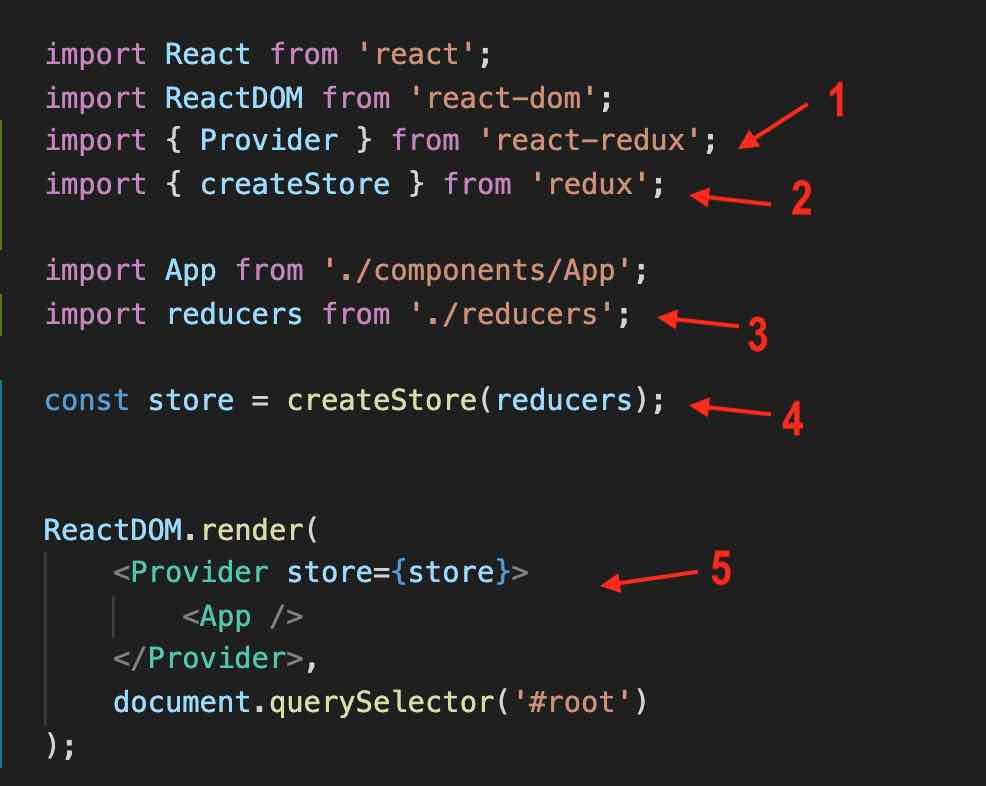 import React from 'react';
import ReactDOM from 'react-dom';
import { Provider } from 'react-redux'; 1
import { createStore } from 'redux'; 2
import App from './components/App';
import reducers from './reducers'; 3
const store = createStore(reducers); 4
ReactDOM.render(
<Provider store={store}> 5
<App />
</Provider>,
document.querySelector('#root')
);